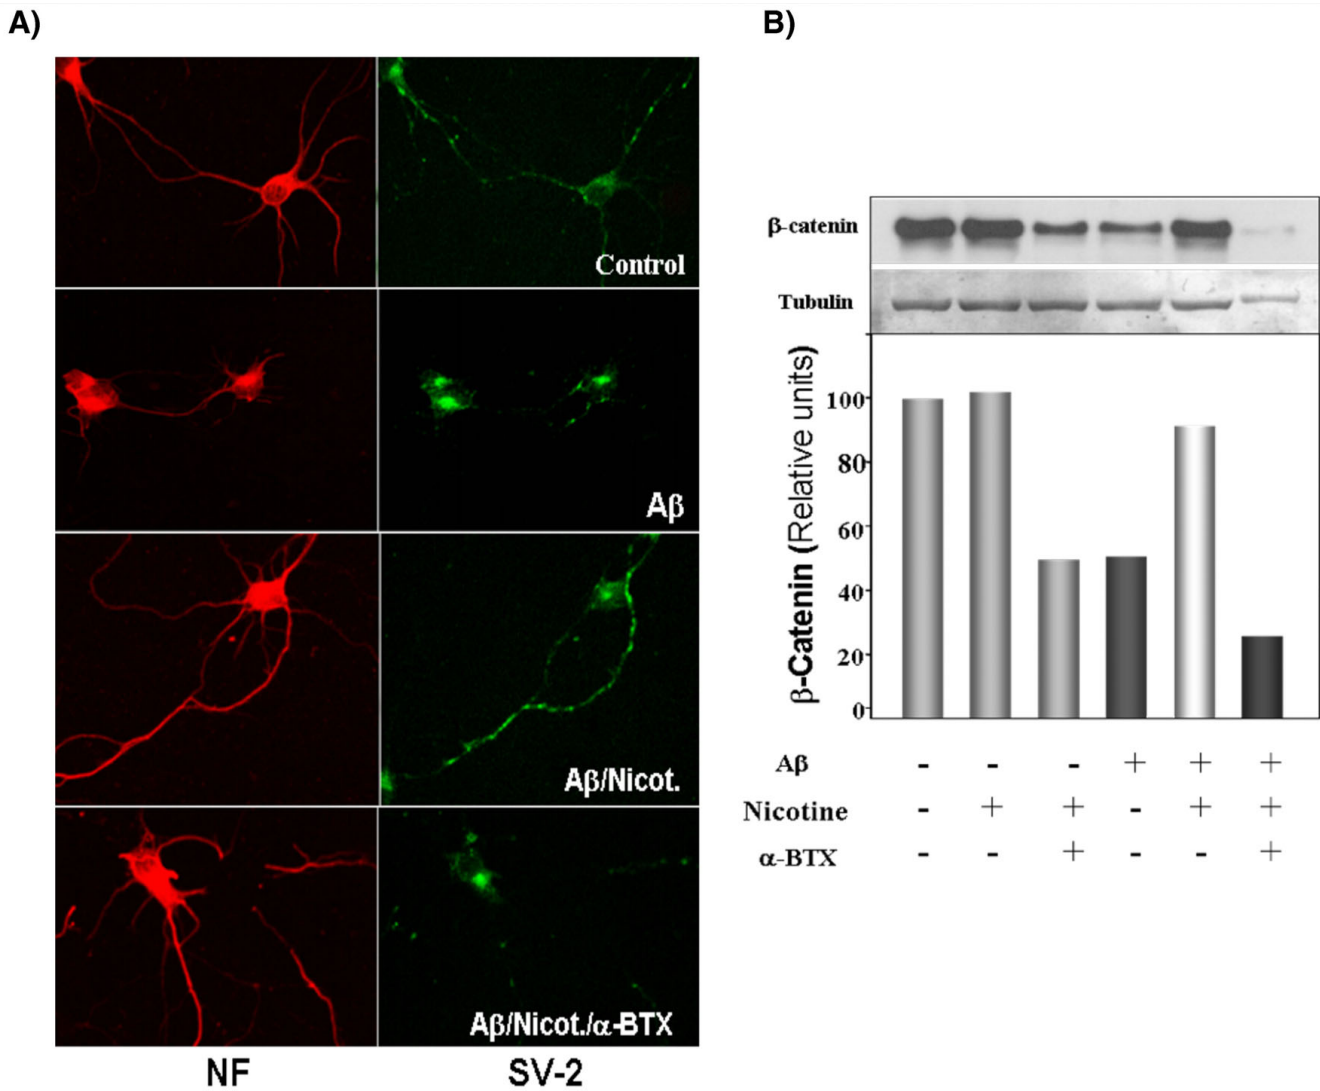 A)
Control
Aβ
Aβ/Nicot.
Aβ/Nicot./α-BTX
NF SV-2
B)
β-catenin
Tubulin
β-Catenin (Relative units)
100
80
60
40
20
0
Aβ - - - + + +
Nicotine - + + - + +
α-BTX - - + - - +